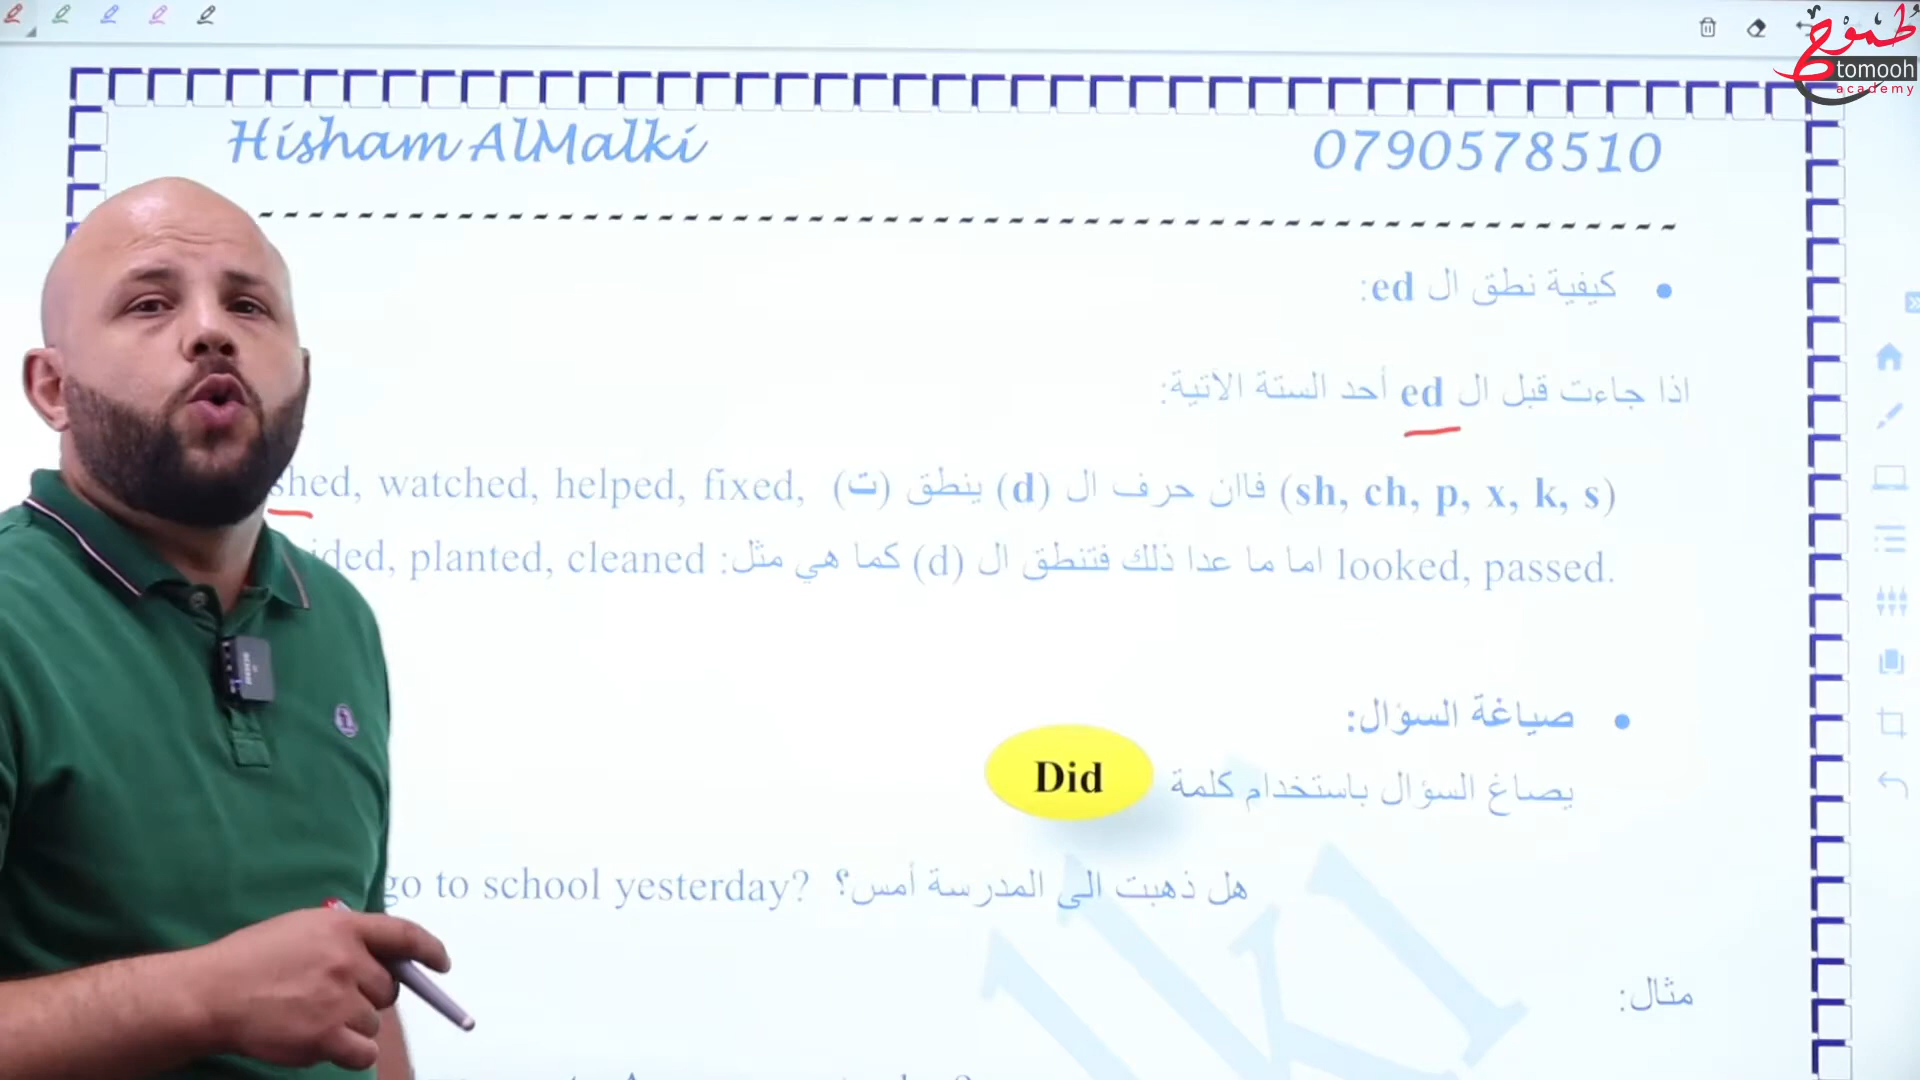 طموح
tomooh
academy
Hisham AlMalki 0790578510
• كيفية نطق ال ed:
اذا جاءت قبل ال ed أحد الستة الاتية:
(sh, ch, p, x, k, s) فاان حرف ال (d) ينطق (ت) shed, watched, helped, fixed,
looked, passed. اما ما عدا ذلك فتنطق ال (d) كما هي مثل: ided, planted, cleaned
• صياغة السؤال:
يصاغ السؤال باستخدام كلمة Did
go to school yesterday? هل ذهبت الى المدرسة أمس؟
مثال: